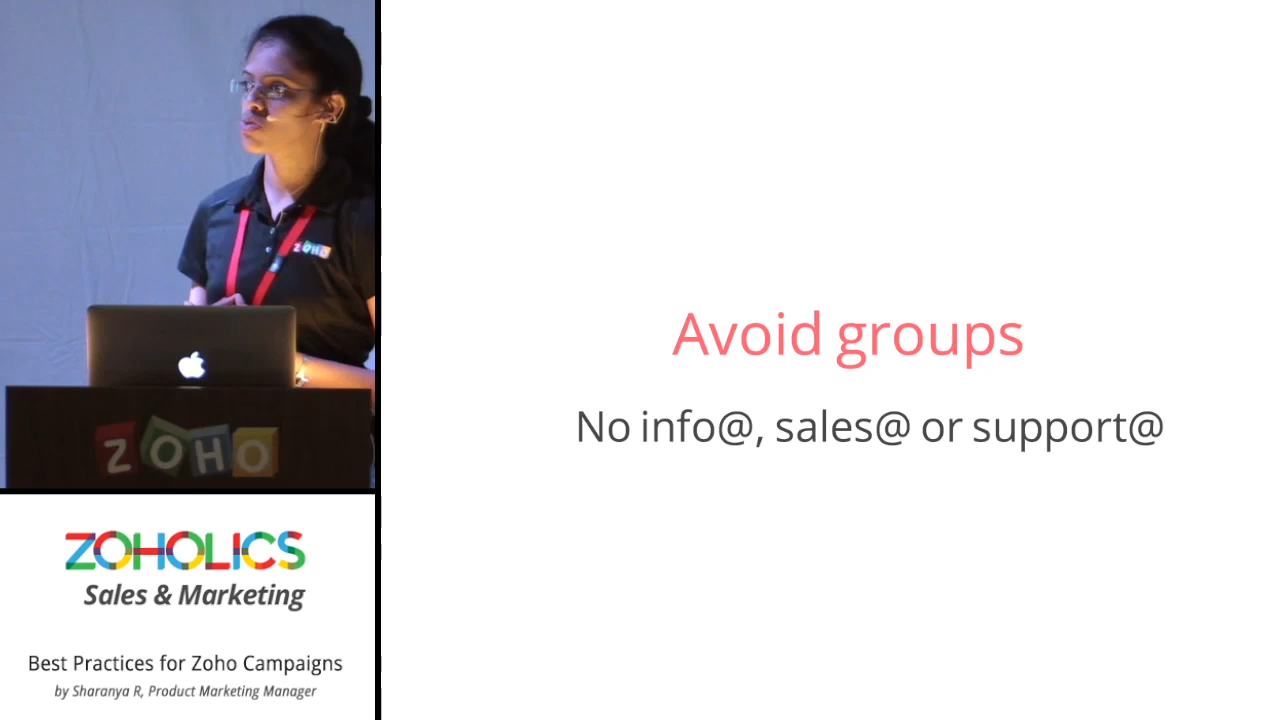 ZOHO
ZOHO
ZOHOLICS
Sales & Marketing
Best Practices for Zoho Campaigns
by Sharanya R, Product Marketing Manager
Avoid groups
No info@, sales@ or support@